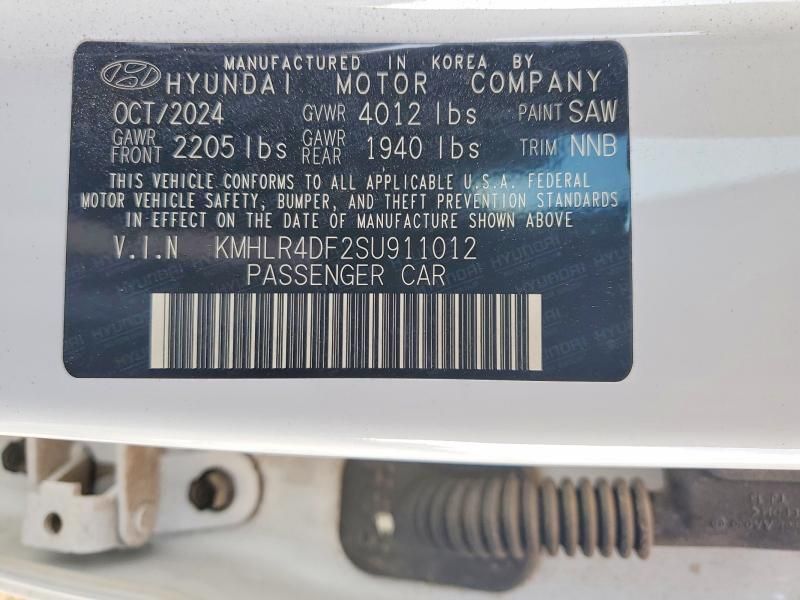 MANUFACTURED IN KOREA BY
HYUNDAI MOTOR COMPANY
OCT/2024 GVWR 4012 lbs PAINT SAW
GAWR FRONT 2205 lbs GAWR REAR 1940 lbs TRIM NNB
THIS VEHICLE CONFORMS TO ALL APPLICABLE U.S.A. FEDERAL
MOTOR VEHICLE SAFETY, BUMPER, AND THEFT PREVENTION STANDARDS
IN EFFECT ON THE DATE OF MANUFACTURE SHOWN ABOVE
V.I.N KMHLR4DF2SU911012
PASSENGER CAR